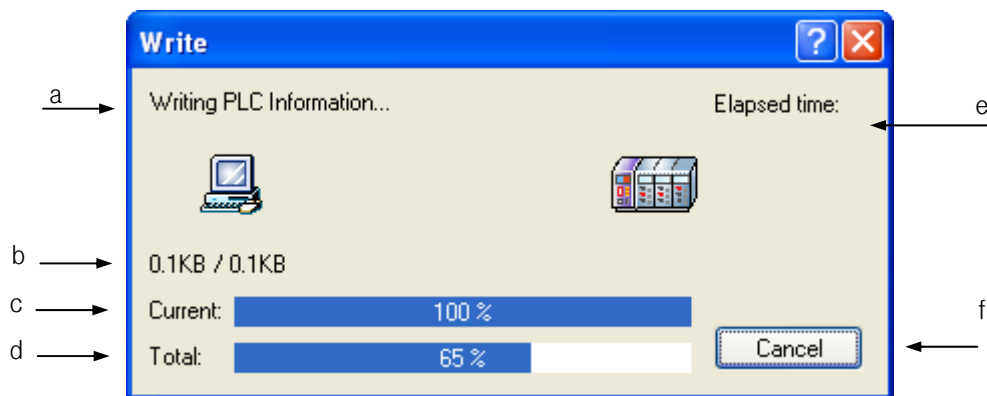 Write
a Writing PLC Information... Elapsed time: e
b 0.1KB / 0.1KB
c Current: 100 % f
d Total: 65 % Cancel